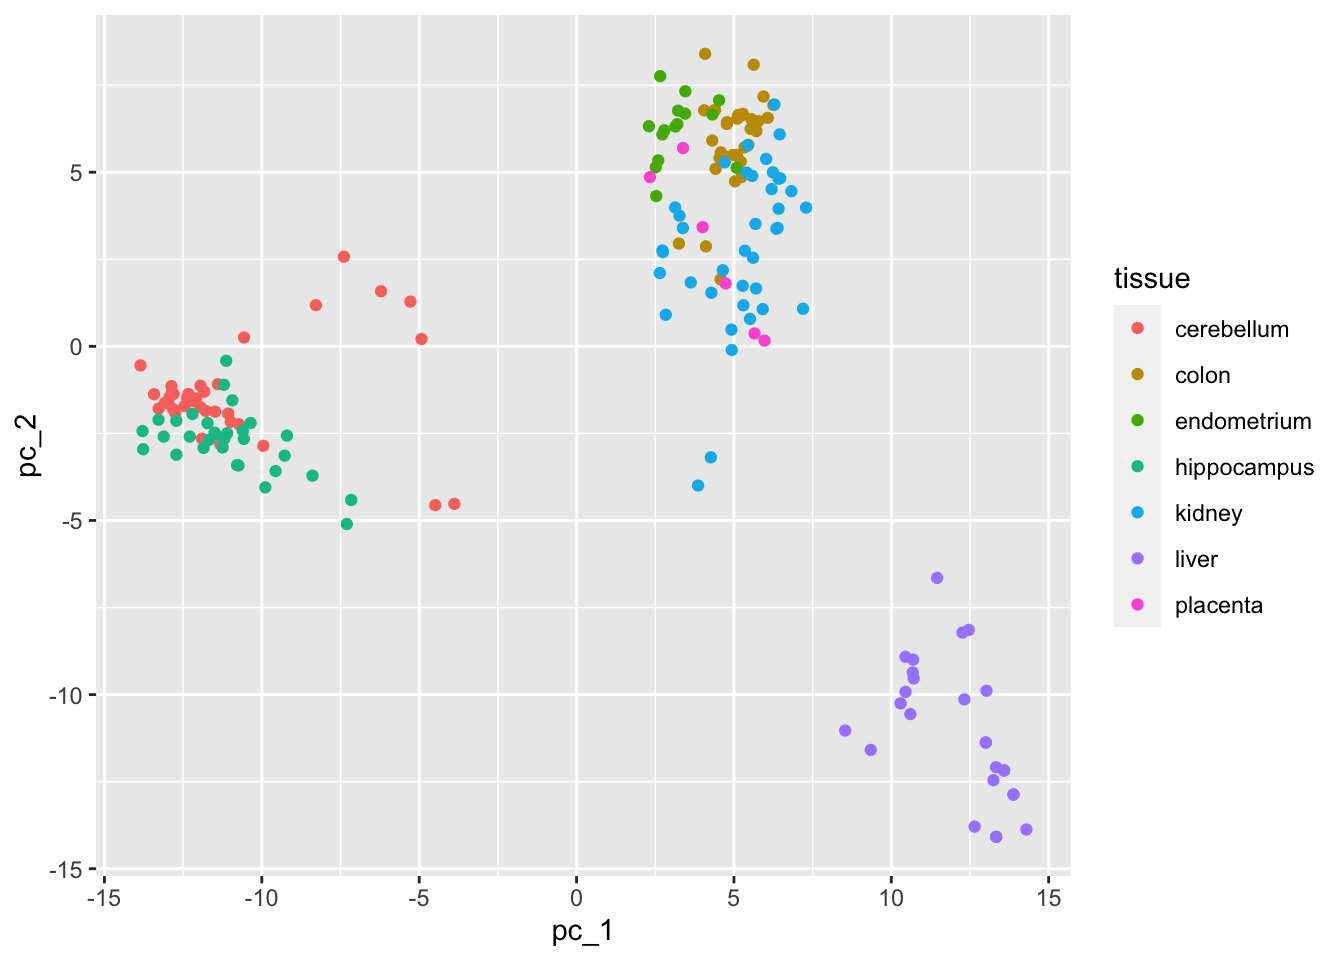 5
0
-5
-10
-15
-15 -10 -5 0 5 10 15
pc_1
pc_2
tissue
cerebellum
colon
endometrium
hippocampus
kidney
liver
placenta